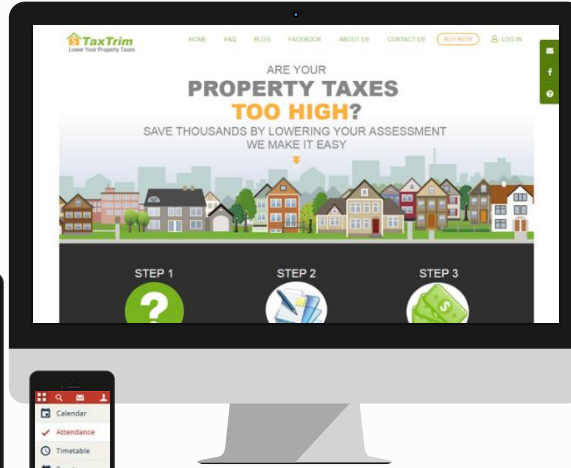 TaxTrim
Lower Your Property Taxes
HOME FAQ BLOG FACEBOOK ABOUT US CONTACT US BUY NOW LOG IN
ARE YOUR
PROPERTY TAXES
TOO HIGH?
SAVE THOUSANDS BY LOWERING YOUR ASSESSMENT
WE MAKE IT EASY
STEP 1 STEP 2 STEP 3
Calendar
Attendance
Timetable